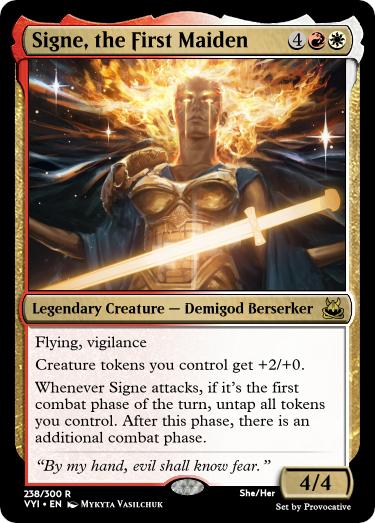 Signe, the First Maiden 4
Legendary Creature — Demigod Berserker
Flying, vigilance
Creature tokens you control get +2/+0.
Whenever Signe attacks, if it's the first
combat phase of the turn, untap all tokens
you control. After this phase, there is an
additional combat phase.
"By my hand, evil shall know fear."
4/4
238/300 R She/Her
VYI • EN Mykyta Vasilchuk Set by Provocative